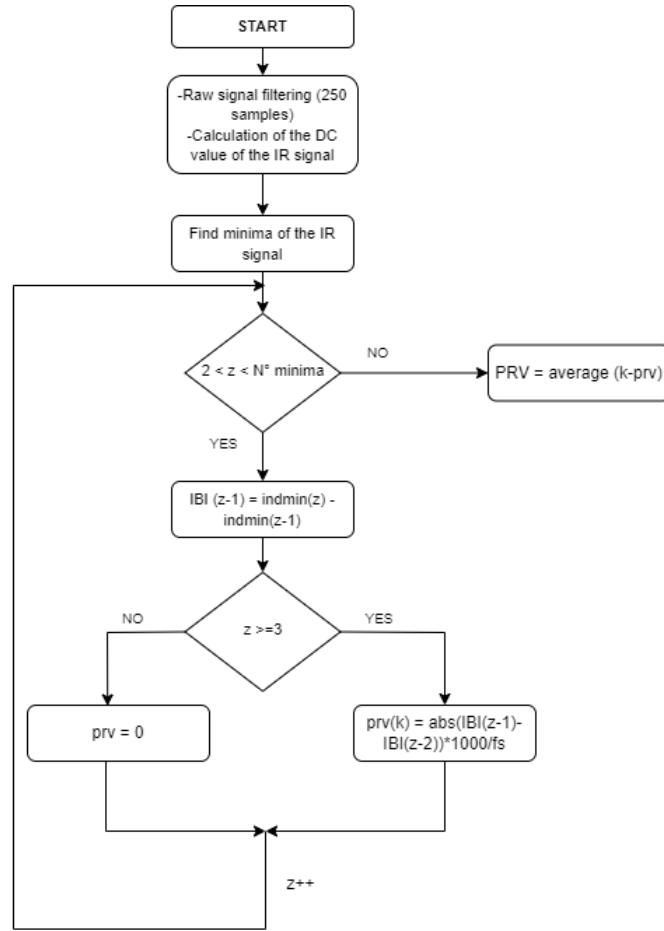 START
-Raw signal filtering (250
samples)
-Calculation of the DC
value of the IR signal
Find minima of the IR
signal
2 < z < N° minima
NO
PRV = average (k-prv)
YES
IBI (z-1) = indmin(z) -
indmin(z-1)
z >=3
NO
YES
prv = 0
prv(k) = abs(IBI(z-1)-
IBI(z-2))*1000/fs
z++